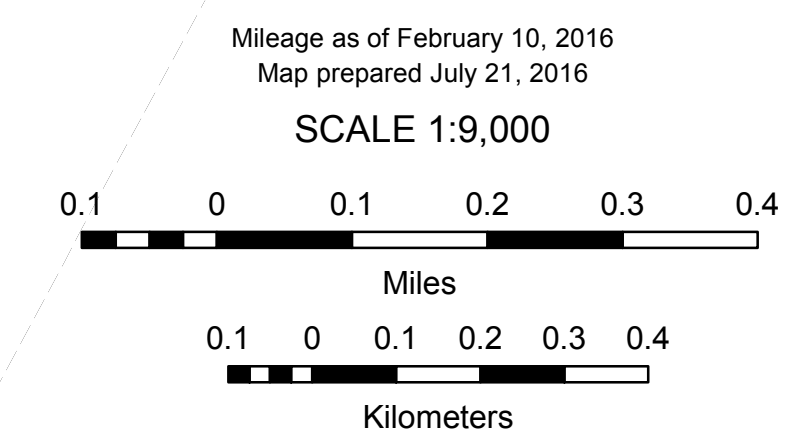 Mileage as of February 10, 2016
Map prepared July 21, 2016
SCALE 1:9,000
0.1 0 0.1 0.2 0.3 0.4
Miles
0.1 0 0.1 0.2 0.3 0.4
Kilometers